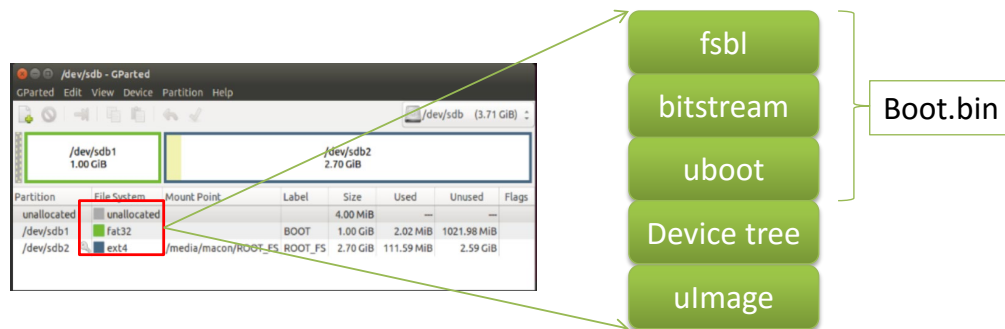 /dev/sdb - GParted
GParted Edit View Device Partition Help
/dev/sdb (3.71 GiB)
/dev/sdb1
1.00 GiB
/dev/sdb2
2.70 GiB
Partition File System Mount Point Label Size Used Unused Flags
unallocated unallocated 4.00 MiB --- ---
/dev/sdb1 fat32 BOOT 1.00 GiB 2.02 MiB 1021.98 MiB
/dev/sdb2 ext4 /media/macon/ROOT_FS ROOT_FS 2.70 GiB 111.59 MiB 2.59 GiB
fsbl
bitstream
uboot
Device tree
uImage
Boot.bin